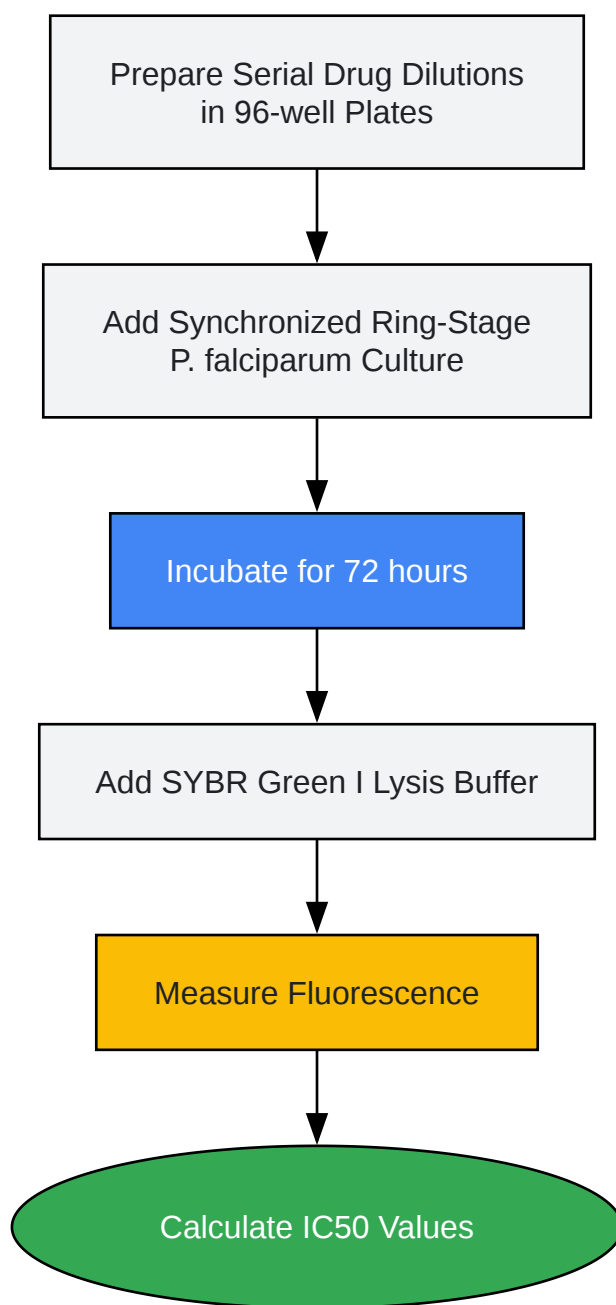 Prepare Serial Drug Dilutions
in 96-well Plates
Add Synchronized Ring-Stage
P. falciparum Culture
Incubate for 72 hours
Add SYBR Green I Lysis Buffer
Measure Fluorescence
Calculate IC50 Values